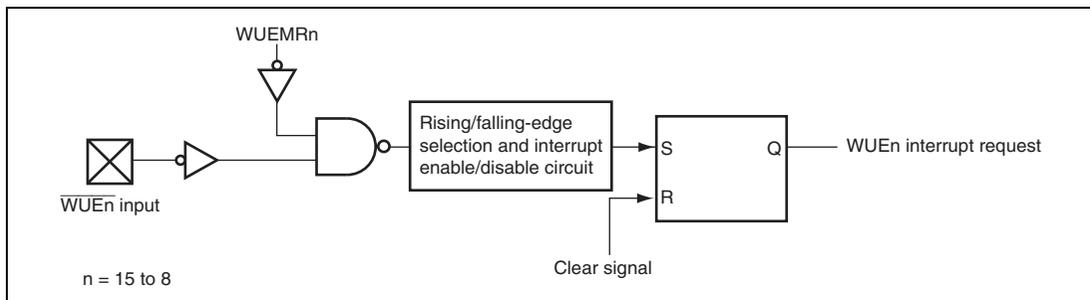 WUEMRn
Rising/falling-edge
selection and interrupt
enable/disable circuit
S
Q
WUEn interrupt request
R
WUEn input
Clear signal
n = 15 to 8